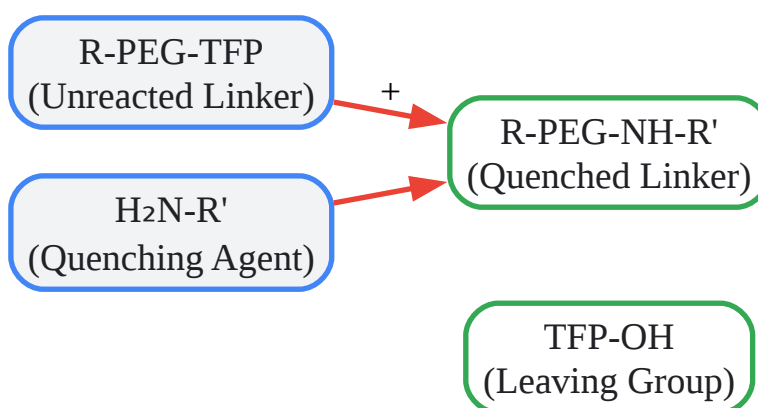 R-PEG-TFP
(Unreacted Linker)
+
R-PEG-NH-R'
(Quenched Linker)
H₂N-R'
(Quenching Agent)
TFP-OH
(Leaving Group)